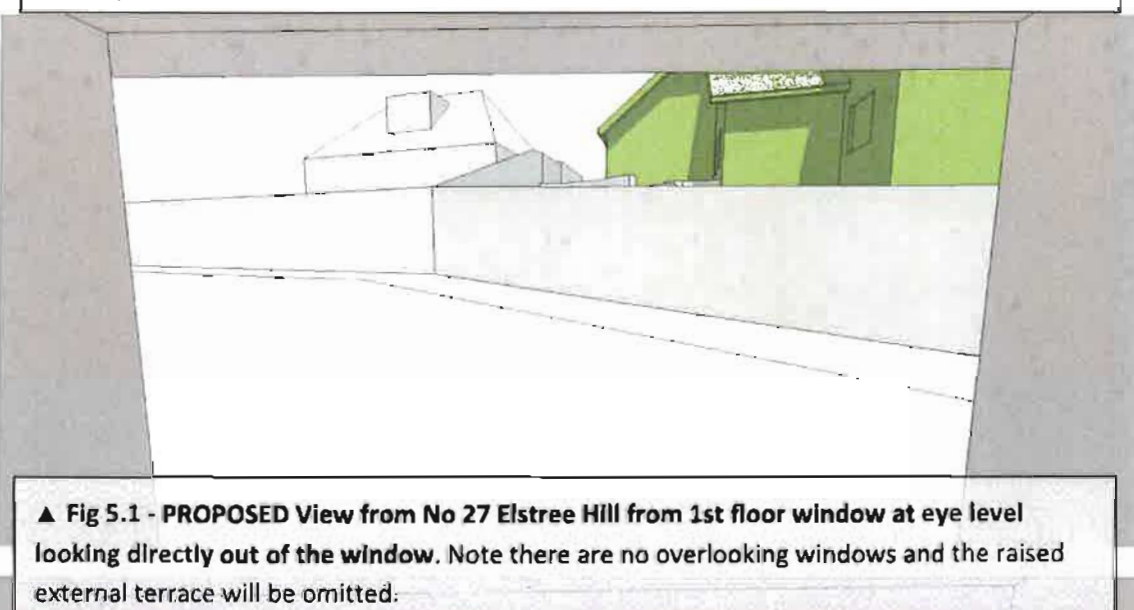 ▲ Fig 5.1 - PROPOSED View from No 27 Elstree Hill from 1st floor window at eye level
looking directly out of the window. Note there are no overlooking windows and the raised
external terrace will be omitted.